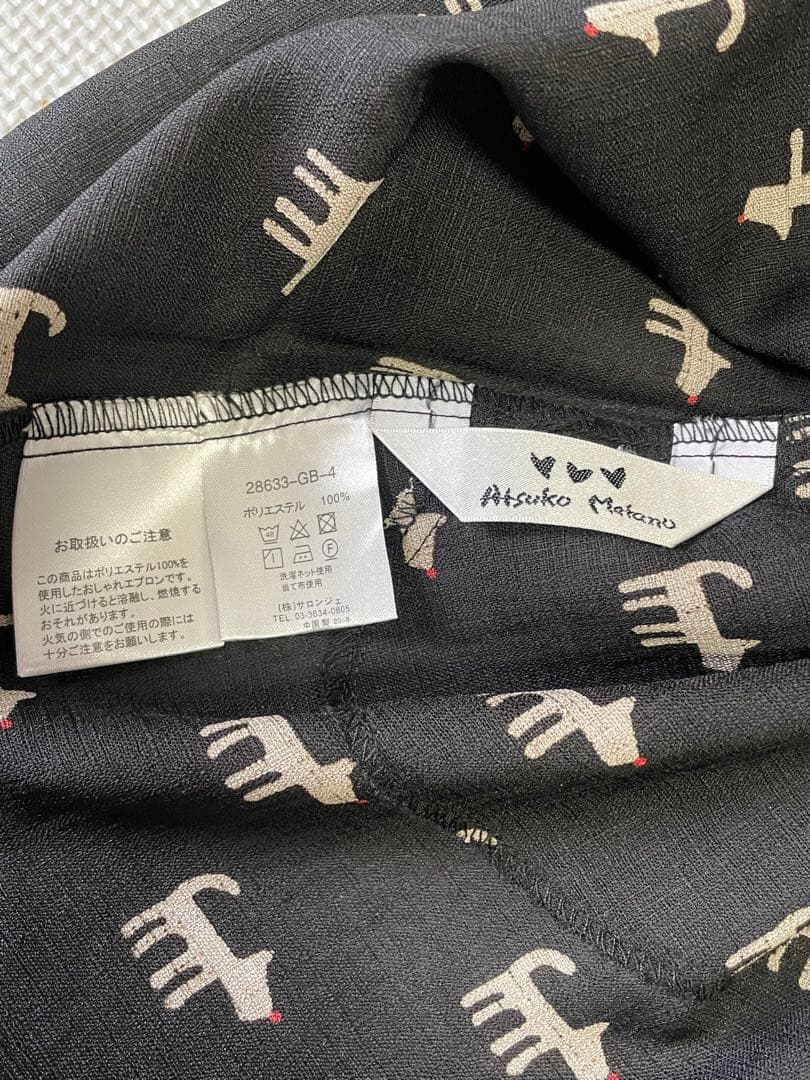 お取扱いのご注意
この商品はポリエステル100%を
使用したおしゃれエプロンです。
火に近づけると溶融し、燃焼する
おそれがあります。
火気の側でのご使用の際には
十分ご注意をお願いします。
28633-GB-4
ポリエステル 100%
40
F
洗濯ネット使用
当て布使用
(株)サロンジェ
TEL 03-3634-0805
中国製 20-8
Atsuko Matano